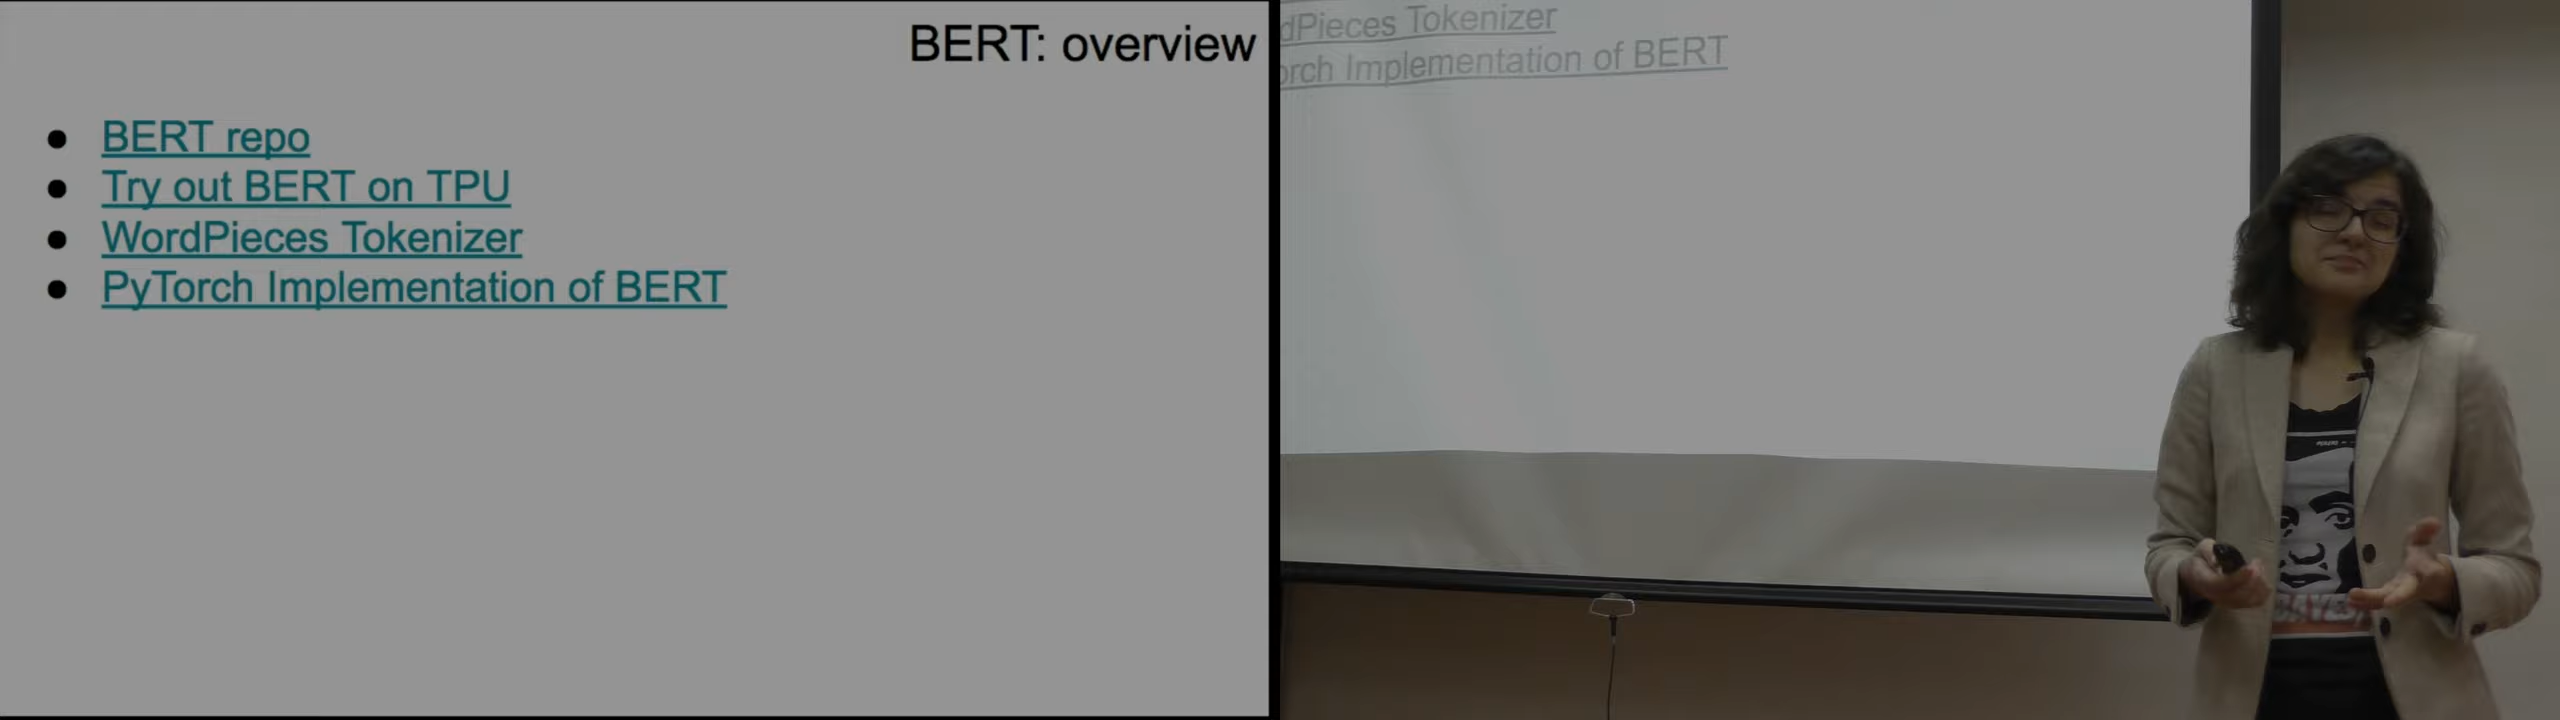 BERT: overview
BERT repo
Try out BERT on TPU
WordPieces Tokenizer
PyTorch Implementation of BERT
dPieces Tokenizer
orch Implementation of BERT